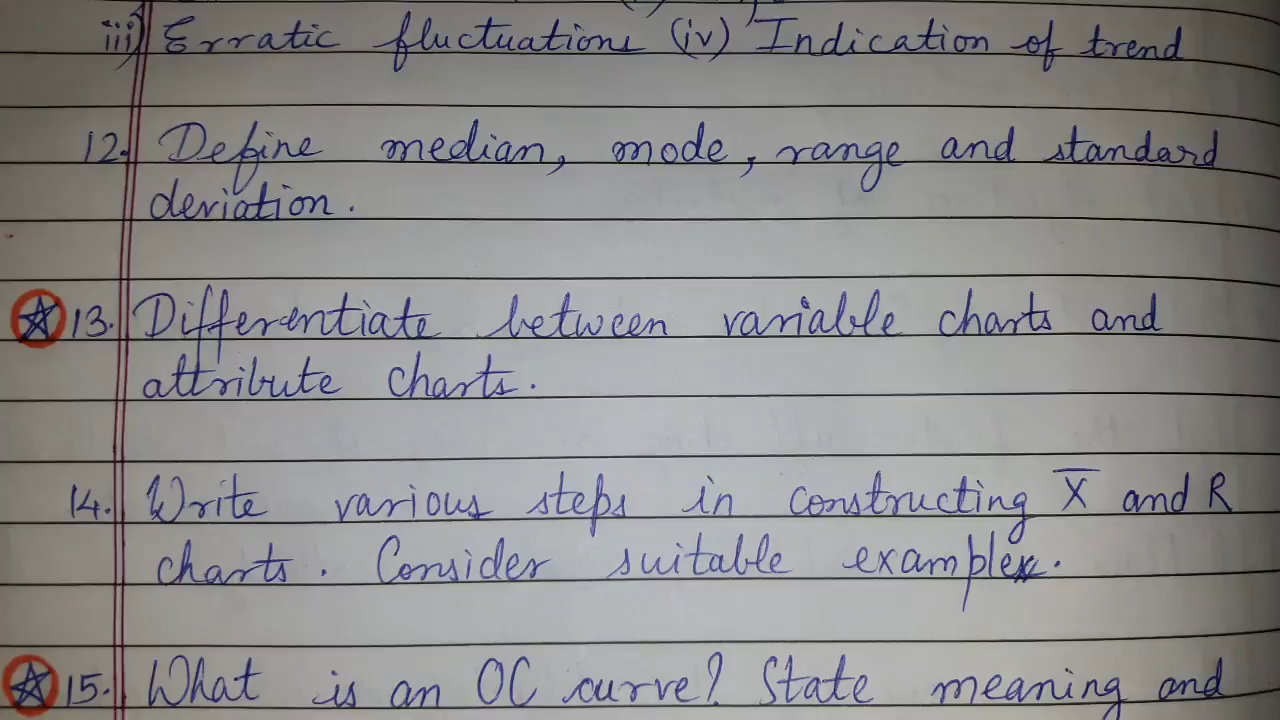 iii) Erratic fluctuations (iv) Indication of trend
12. Define median, mode, range and standard
deviation.
13. Differentiate between variable charts and
attribute charts.
14. Write various steps in constructing X̅ and R
charts. Consider suitable example.
15. What is an OC curve? State meaning and